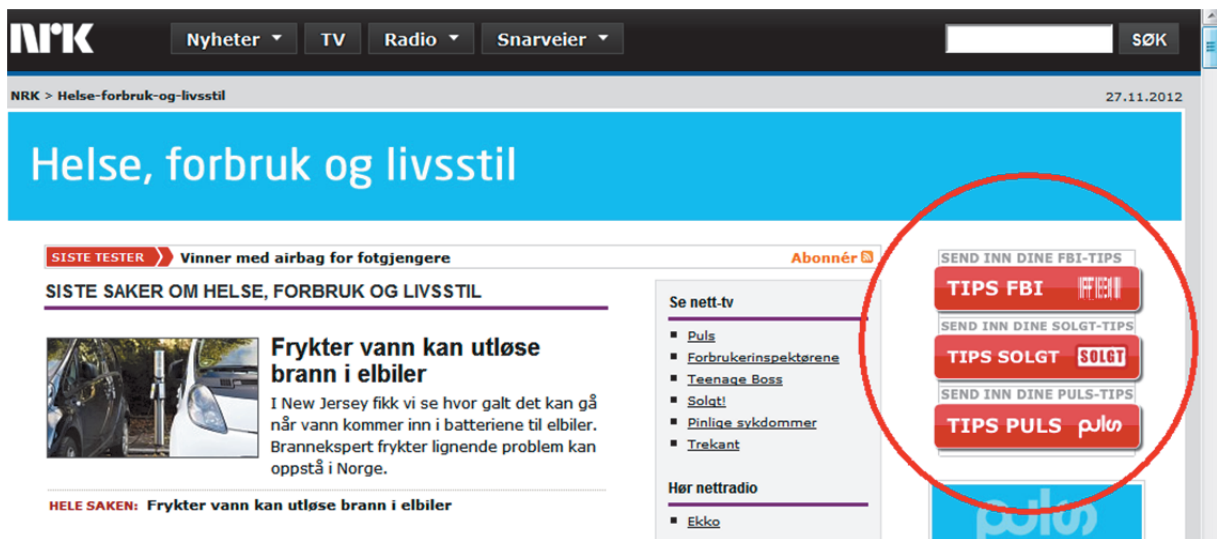 NRK
Nyheter TV Radio Snarveier SØK
NRK > Helse-forbruk-og-livsstil 27.11.2012
Helse, forbruk og livsstil
SISTE TESTER Vinner med airbag for fotgjengere Abonnér
SISTE SAKER OM HELSE, FORBRUK OG LIVSSTIL
Frykter vann kan utløse
brann i elbiler
I New Jersey fikk vi se hvor galt det kan gå
når vann kommer inn i batteriene til elbiler.
Brannekspert frykter lignende problem kan
oppstå i Norge.
HELE SAKEN: Frykter vann kan utløse brann i elbiler
Se nett-tv
Puls
Forbrukerinspektørene
Teenage Boss
Solgt!
Pinlige sykdommer
Trekant
Hør nettradio
Ekko
SEND INN DINE FBI-TIPS
TIPS FBI FBI
SEND INN DINE SOLGT-TIPS
TIPS SOLGT SOLGT
SEND INN DINE PULS-TIPS
TIPS PULS puls
puls